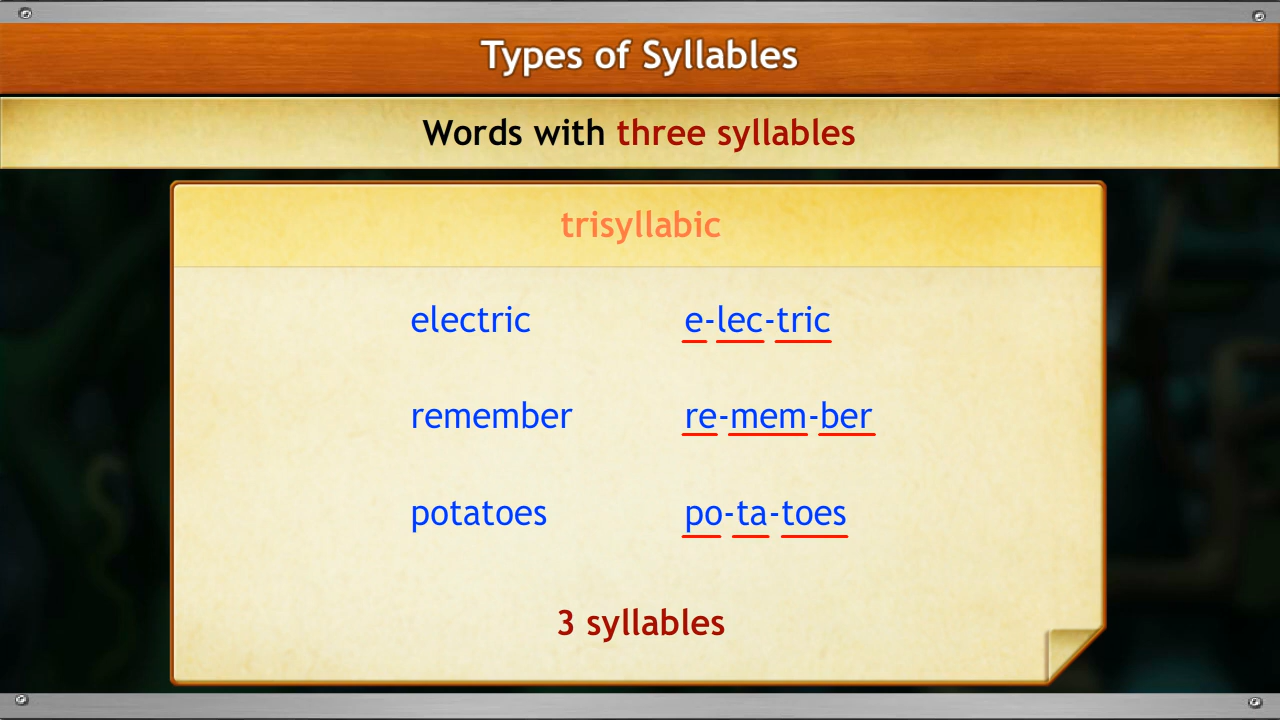 Types of Syllables
Words with three syllables
trisyllabic
electric e-lec-tric
remember re-mem-ber
potatoes po-ta-toes
3 syllables